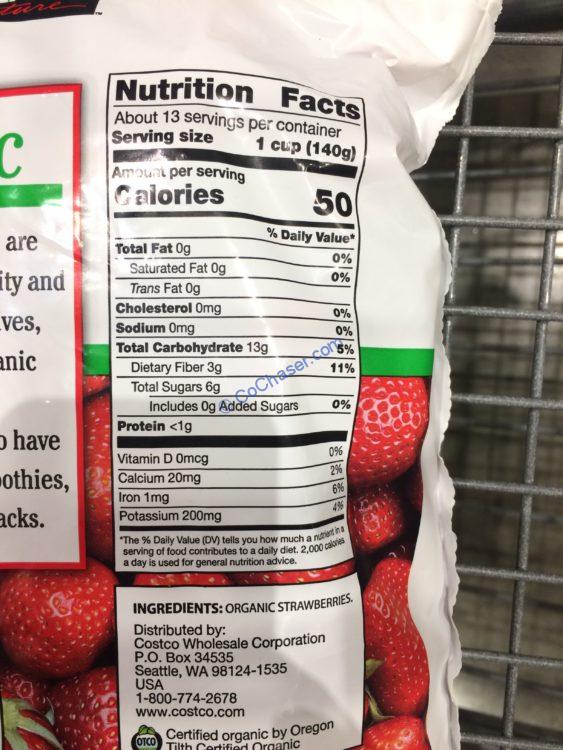 ture™
C
are
ity and
ves,
anic
o have
oothies,
acks.
Nutrition Facts
About 13 servings per container
Serving size 1 cup (140g)
Amount per serving
Calories 50
% Daily Value*
Total Fat 0g 0%
Saturated Fat 0g 0%
Trans Fat 0g
Cholesterol 0mg 0%
Sodium 0mg 0%
Total Carbohydrate 13g 5%
Dietary Fiber 3g 11%
Total Sugars 6g
Includes 0g Added Sugars 0%
Protein <1g
Vitamin D 0mcg 0%
Calcium 20mg 2%
Iron 1mg 6%
Potassium 200mg 4%
*The % Daily Value (DV) tells you how much a nutrient in a
serving of food contributes to a daily diet. 2,000 calories
a day is used for general nutrition advice.
© CoChaser.com
INGREDIENTS: ORGANIC STRAWBERRIES.
Distributed by:
Costco Wholesale Corporation
P.O. Box 34535
Seattle, WA 98124-1535
USA
1-800-774-2678
www.costco.com
OTCO
Certified organic by Oregon
Tilth Certified Organic